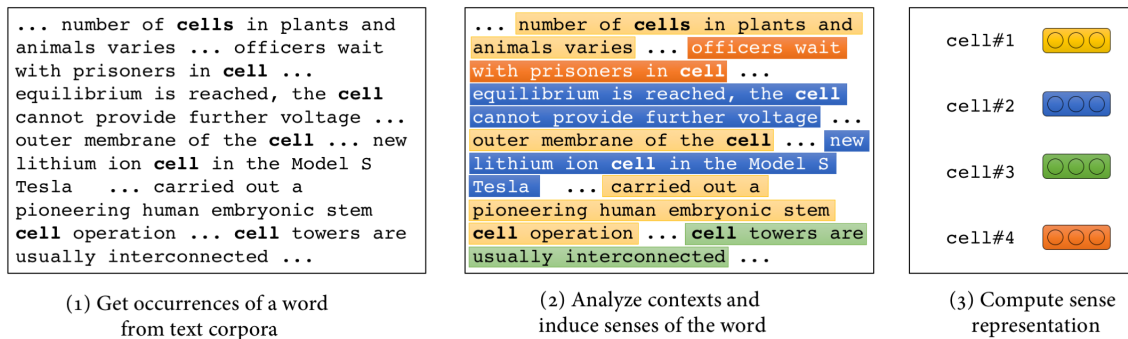 ... number of cells in plants and
animals varies ... officers wait
with prisoners in cell ...
equilibrium is reached, the cell
cannot provide further voltage ...
outer membrane of the cell ... new
lithium ion cell in the Model S
Tesla ... carried out a
pioneering human embryonic stem
cell operation ... cell towers are
usually interconnected ...
(1) Get occurrences of a word
from text corpora
... number of cells in plants and
animals varies ... officers wait
with prisoners in cell ...
equilibrium is reached, the cell
cannot provide further voltage ...
outer membrane of the cell ... new
lithium ion cell in the Model S
Tesla ... carried out a
pioneering human embryonic stem
cell operation ... cell towers are
usually interconnected ...
(2) Analyze contexts and
induce senses of the word
cell#1
cell#2
cell#3
cell#4
(3) Compute sense
representation